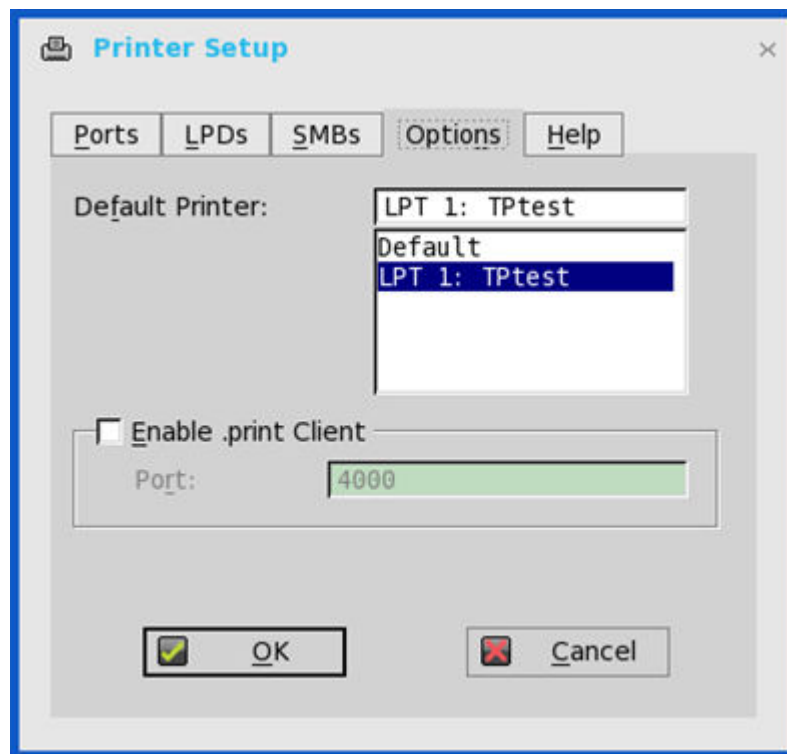 Printer Setup
Ports LPDs SMBs Options Help
Default Printer: LPT 1: TPtest
Default
LPT 1: TPtest
Enable .print Client
Port: 4000
OK Cancel